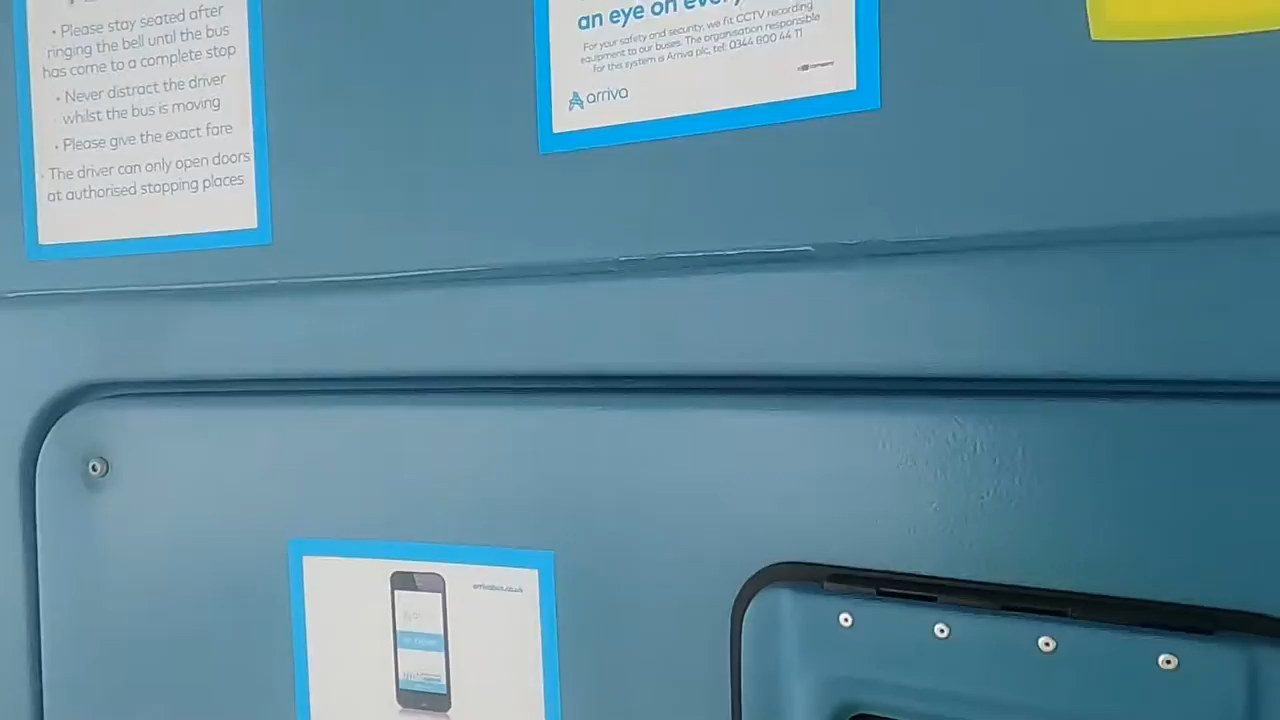 • Please stay seated after
ringing the bell until the bus
has come to a complete stop
• Never distract the driver
whilst the bus is moving
• Please give the exact fare
• The driver can only open doors
at authorised stopping places
an eye on
For your safety and security, we fit CCTV recording
equipment to our buses. The organisation responsible
for this system is Arriva plc, tel: 0344 800 44 11
arriva
arrivabus.co.uk